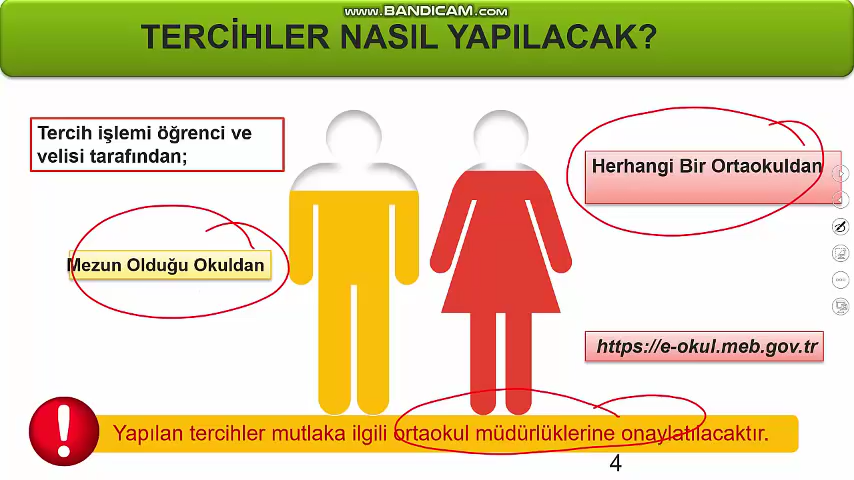 www.BANDICAM.com
TERCİHLER NASIL YAPILACAK?
Tercih işlemi öğrenci ve
velisi tarafından;
Herhangi Bir Ortaokuldan
Mezun Olduğu Okuldan
https://e-okul.meb.gov.tr
Yapılan tercihler mutlaka ilgili ortaokul müdürlüklerine onaylatılacaktır.
4